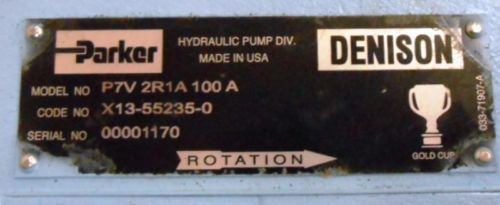 Parker
HYDRAULIC PUMP DIV.
MADE IN USA
DENISON
MODEL NO P7V 2R1A 100 A
CODE NO X13-55235-0
SERIAL NO 00001170
ROTATION
GOLD CUP
033-71907-A